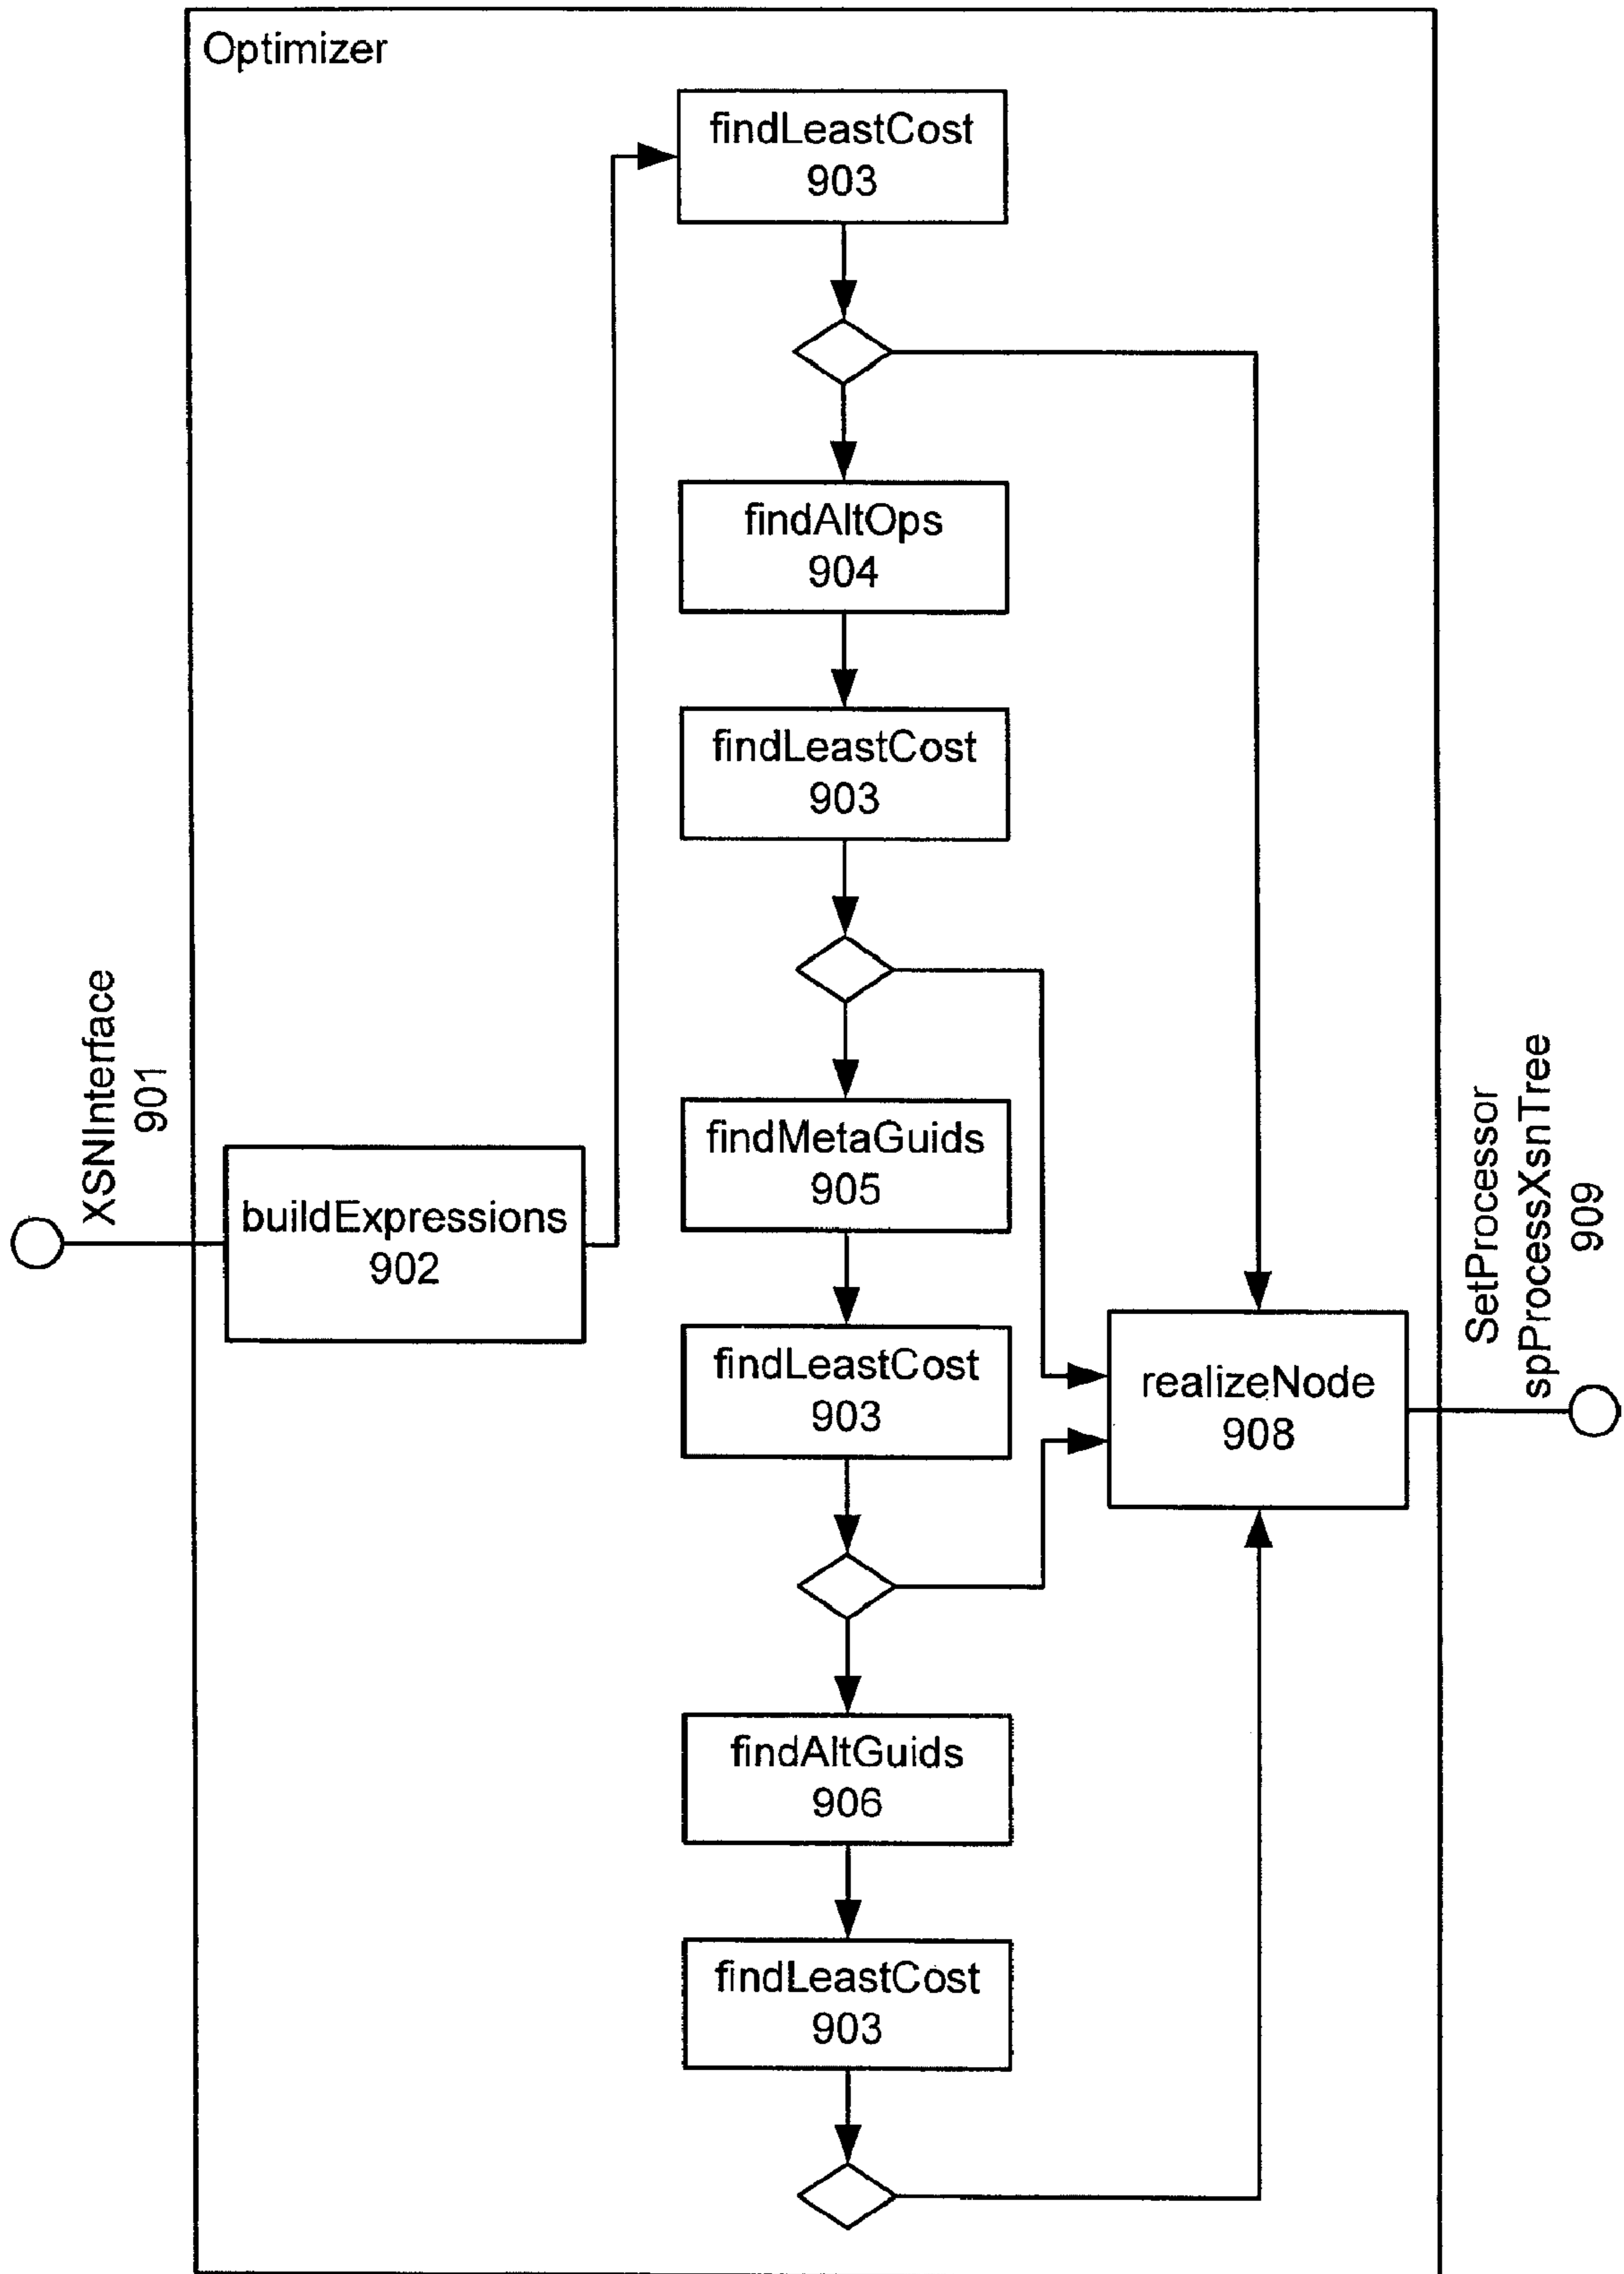 Optimizer
findLeastCost
903
findAltOps
904
findLeastCost
903
XSNInterface
901
buildExpressions
902
findMetaGuids
905
findLeastCost
903
realizeNode
908
SetProcessor
spProcessXsnTree
909
findAltGuids
906
findLeastCost
903